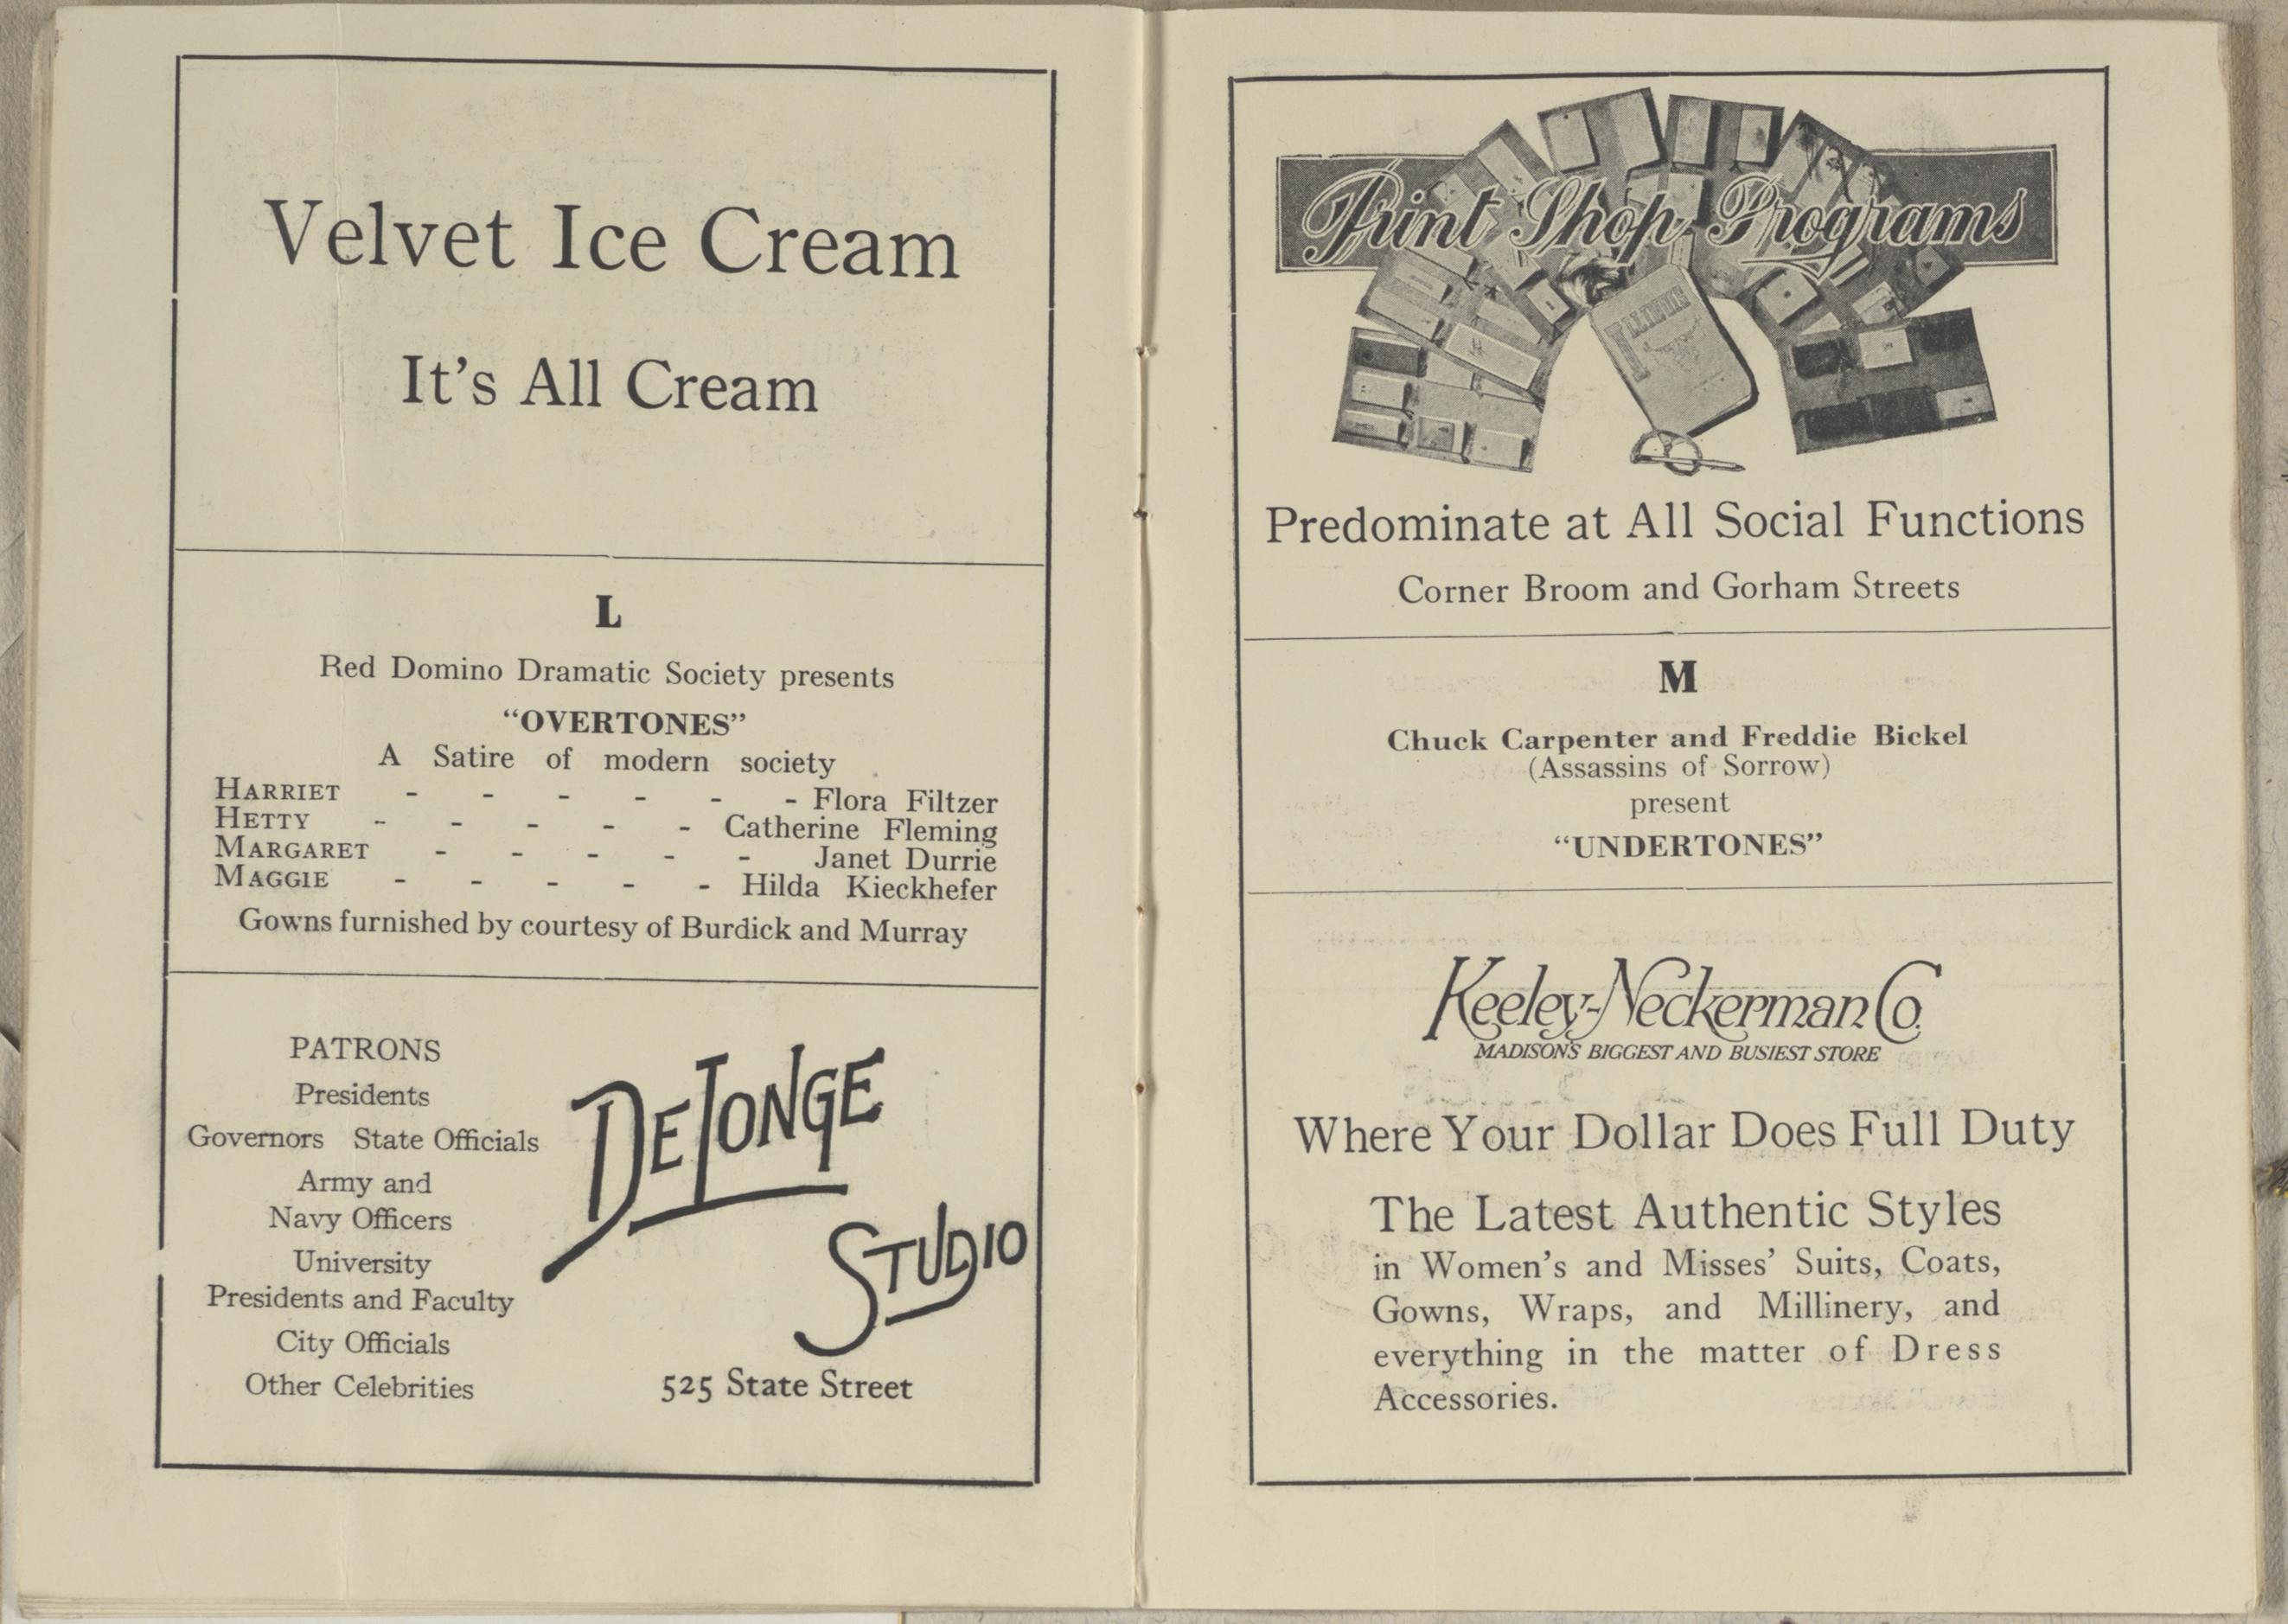 Velvet Ice Cream
It's All Cream
L
Red Domino Dramatic Society presents
“OVERTONES”
A Satire of modern society
HARRIET - - - - - - Flora Filtzer
HETTY - - - - - Catherine Fleming
MARGARET - - - - - Janet Durrie
MAGGIE - - - - - Hilda Kieckhefer
Gowns furnished by courtesy of Burdick and Murray
PATRONS
Presidents
Governors State Officials
Army and
Navy Officers
University
Presidents and Faculty
City Officials
Other Celebrities
DEJONGE
STUDIO
525 State Street
Print Shop Programs
Predominate at All Social Functions
Corner Broom and Gorham Streets
M
Chuck Carpenter and Freddie Bickel
(Assassins of Sorrow)
present
“UNDERTONES”
Keeley-Neckerman Co.
MADISON'S BIGGEST AND BUSIEST STORE
Where Your Dollar Does Full Duty
The Latest Authentic Styles
in Women's and Misses' Suits, Coats,
Gowns, Wraps, and Millinery, and
everything in the matter of Dress
Accessories.